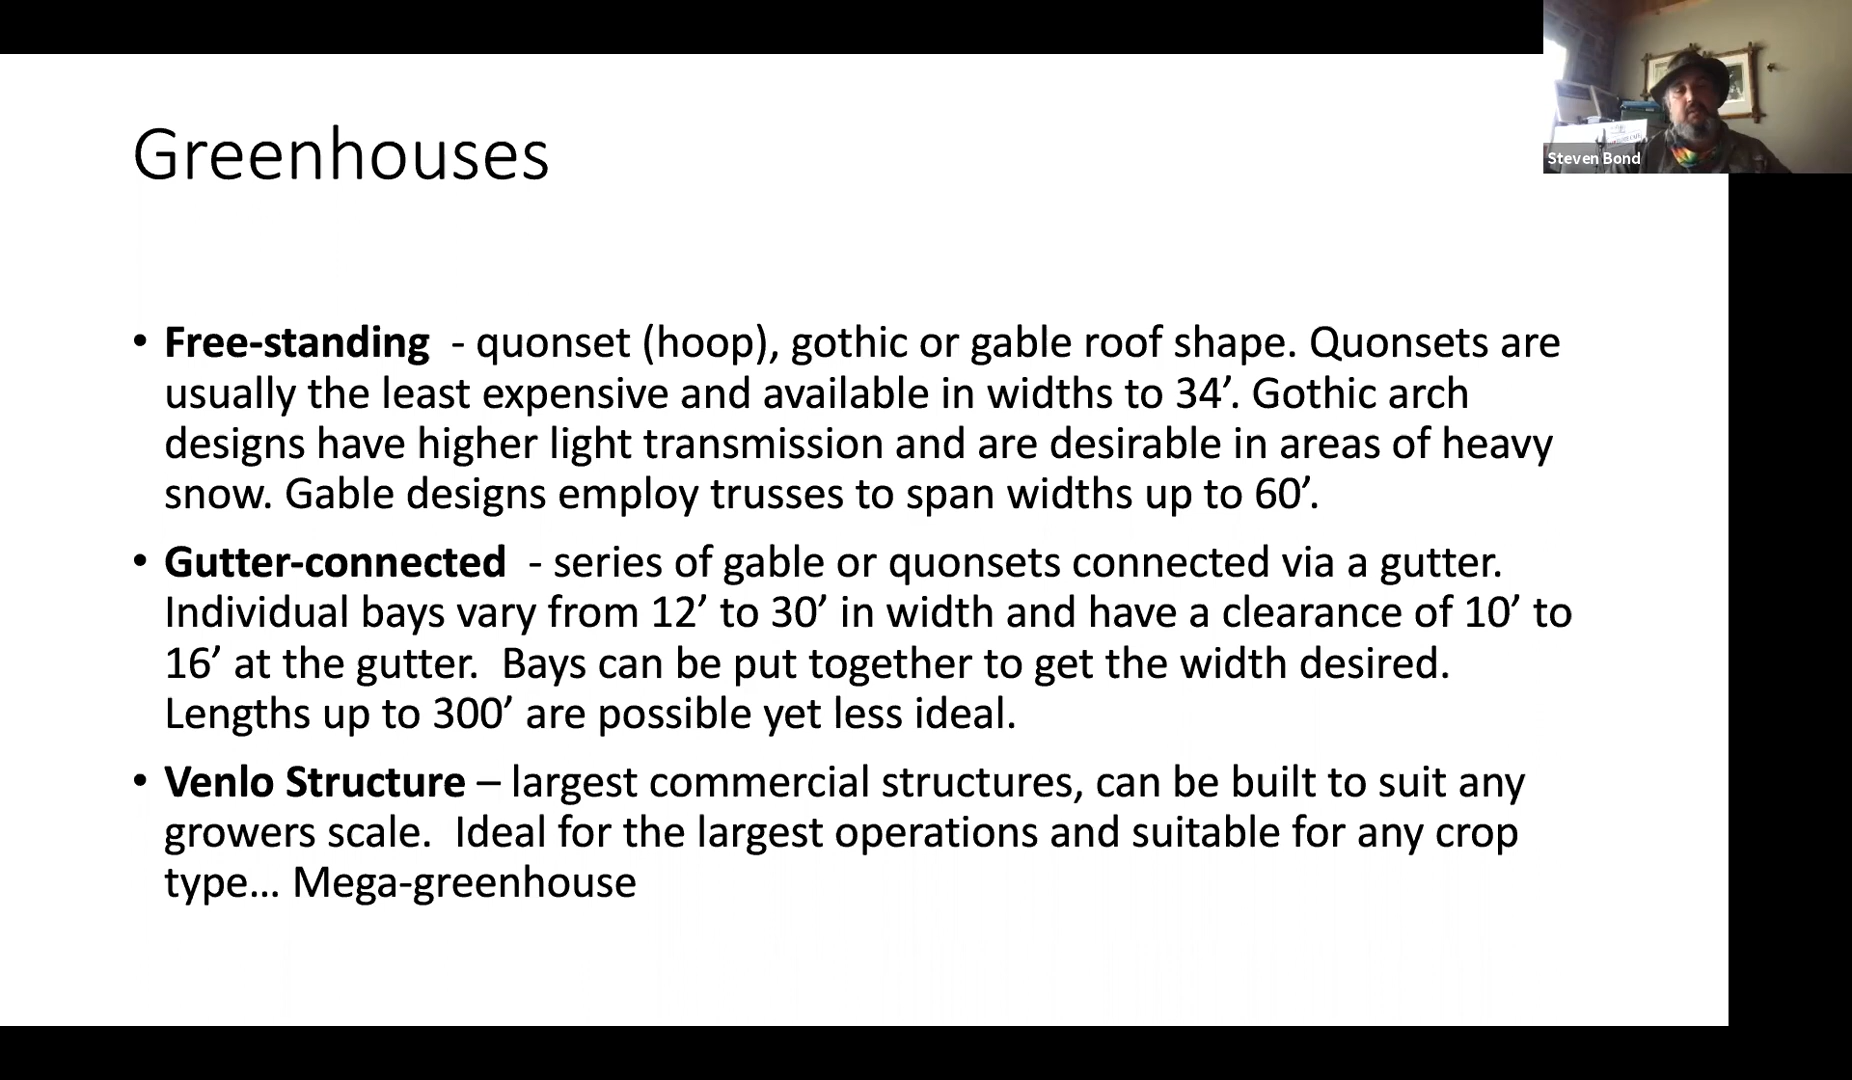 Greenhouses
Steven Bond
• Free-standing - quonset (hoop), gothic or gable roof shape. Quonsets are
usually the least expensive and available in widths to 34’. Gothic arch
designs have higher light transmission and are desirable in areas of heavy
snow. Gable designs employ trusses to span widths up to 60’.
• Gutter-connected - series of gable or quonsets connected via a gutter.
Individual bays vary from 12’ to 30’ in width and have a clearance of 10’ to
16’ at the gutter. Bays can be put together to get the width desired.
Lengths up to 300’ are possible yet less ideal.
• Venlo Structure – largest commercial structures, can be built to suit any
growers scale. Ideal for the largest operations and suitable for any crop
type… Mega-greenhouse